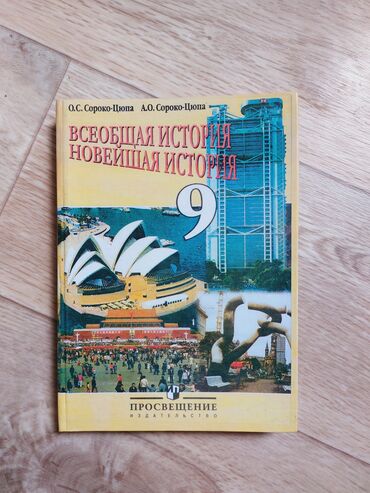 О.С. Сороко-Цюпа А.О. Сороко-Цюпа
ВСЕОБЩАЯ ИСТОРИЯ
НОВЕЙШАЯ ИСТОРИЯ
9
ПРОСВЕЩЕНИЕ
ИЗДАТЕЛЬСТВО